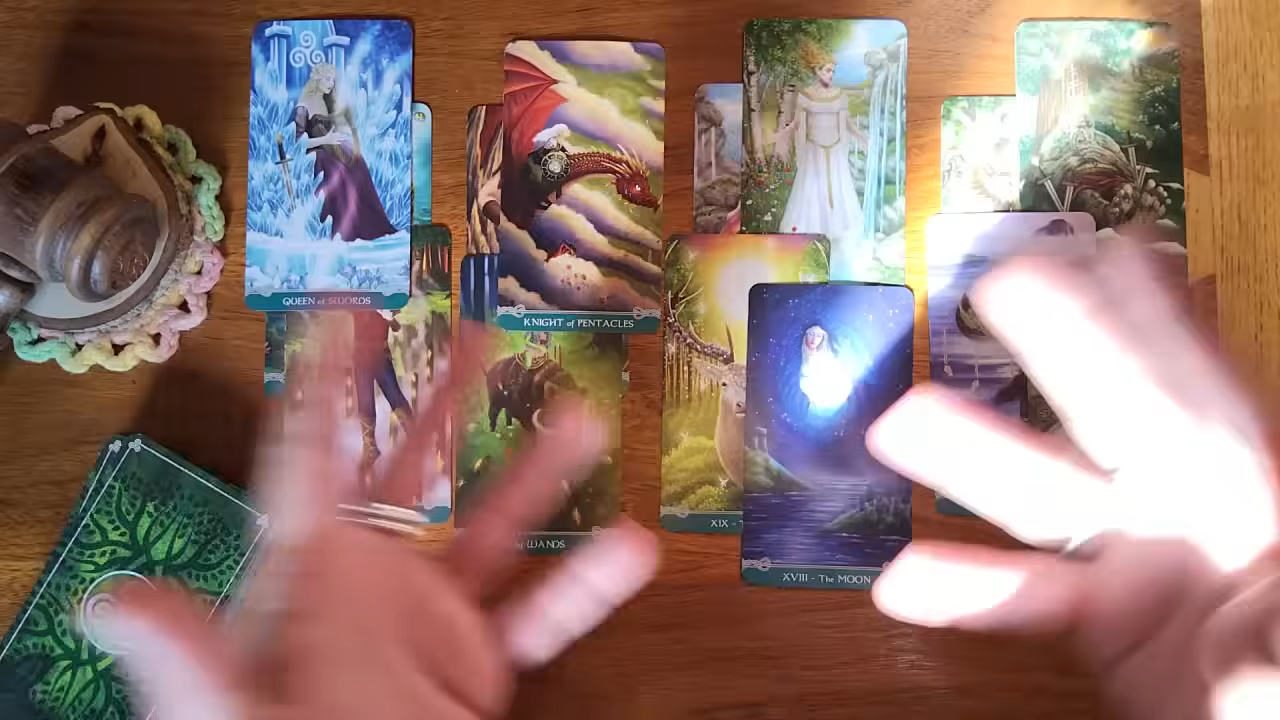 QUEEN of SWORDS
KNIGHT of PENTACLES
WANDS
XIX -
XVIII - The MOON